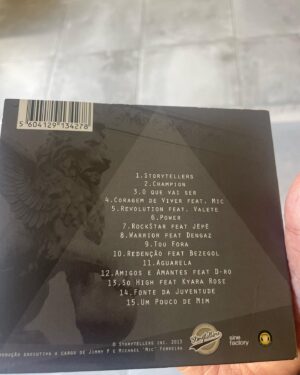 5 604129 134278
1.Storytellers
2.Champion
3.O que vai ser
4.Coragem de Viver feat. Mic
5.Revolution feat. Valete
6.Power
7.RockStar feat Jêpê
8.Warrior feat Dengaz
9.Tou Fora
10.Redenção feat Bezegol
11.Aguarela
12.Amigos e Amantes feat D-ro
13.So High feat Kyara Rose
14.Fonte da Juventude
15.Um Pouco de Mim
© Storytellers Inc. 2013
Storytellers
sine
factory
odução executiva a cargo de Jimmy P e Michael "Mic" Ferreira